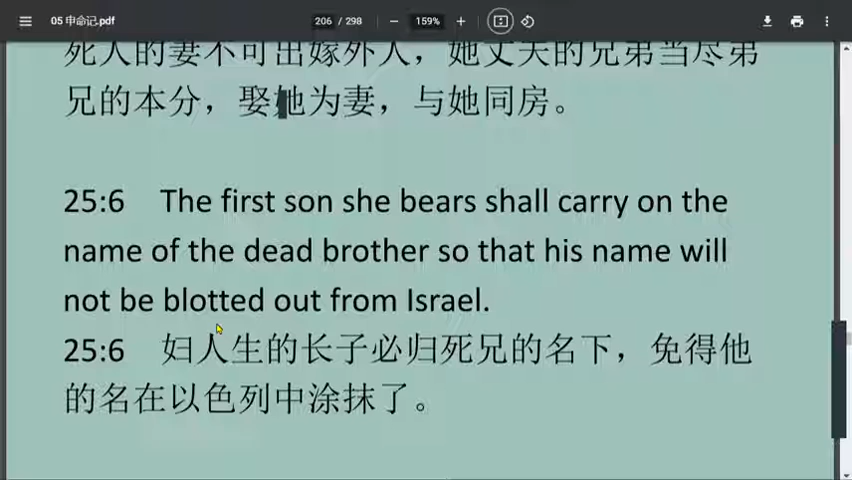 05 申命记.pdf
206 / 298
159%
死人的妻不可出嫁外人，她丈夫的兄弟当尽弟
兄的本分，娶她为妻，与她同房。
25:6 The first son she bears shall carry on the
name of the dead brother so that his name will
not be blotted out from Israel.
25:6 妇人生的长子必归死兄的名下，免得他
的名在以色列中涂抹了。